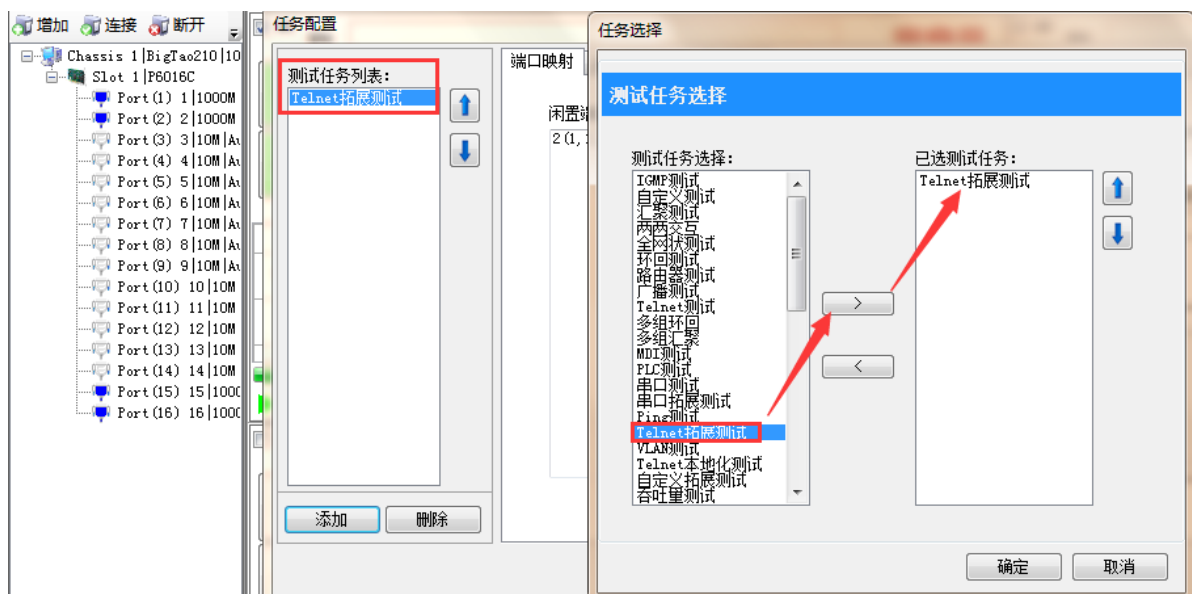 增加 连接 断开
Chassis 1|BigTao210|10
Slot 1|P6016C
Port(1) 1|1000M
Port(2) 2|1000M
Port(3) 3|10M|Au
Port(4) 4|10M|Au
Port(5) 5|10M|Au
Port(6) 6|10M|Au
Port(7) 7|10M|Au
Port(8) 8|10M|Au
Port(9) 9|10M|Au
Port(10) 10|10M
Port(11) 11|10M
Port(12) 12|10M
Port(13) 13|10M
Port(14) 14|10M
Port(15) 15|1000
Port(16) 16|1000
任务配置
测试任务列表:
Telnet拓展测试
添加 删除
端口映射
闲置端
2(1,
任务选择
测试任务选择
测试任务选择:
IGMP测试
自定义测试
汇聚测试
两两交互
全网状测试
环回测试
路由器测试
广播测试
Telnet测试
多组环回
多组汇聚
MDI测试
PLC测试
串口测试
串口拓展测试
Ping测试
Telnet拓展测试
VLAN测试
Telnet本地化测试
自定义拓展测试
吞吐量测试
>
<
已选测试任务:
Telnet拓展测试
确定 取消